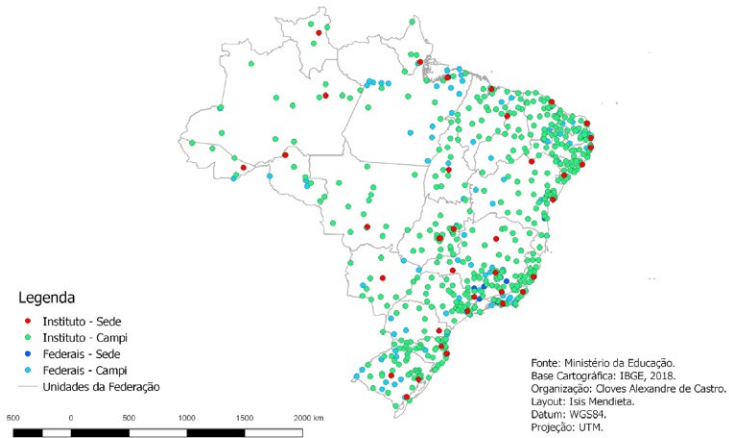 Legenda
Instituto - Sede
Instituto - Campi
Federais - Sede
Federais - Campi
Unidades da Federação
500 0 500 1000 1500 2000 km
Fonte: Ministério da Educação.
Base Cartográfica: IBGE, 2018.
Organização: Cloves Alexandre de Castro.
Layout: Isis Mendieta.
Datum: WGS84.
Projeção: UTM.